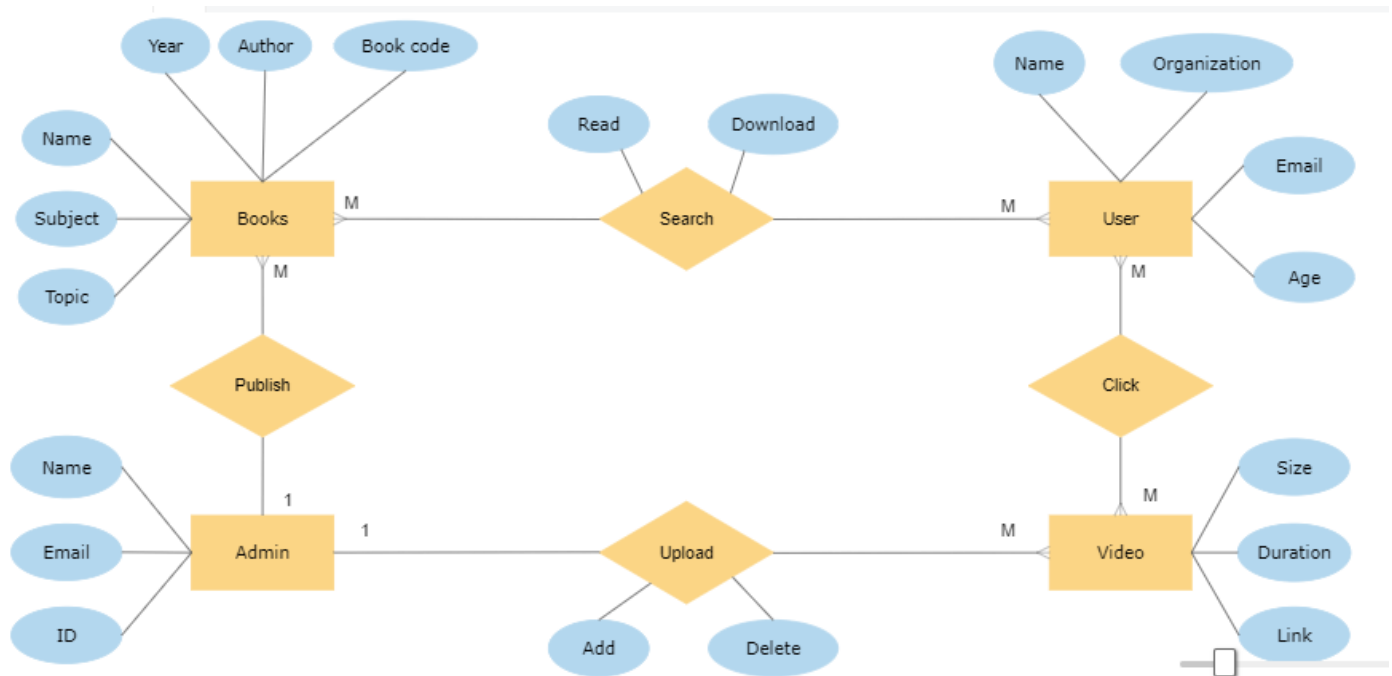 Year
Author
Book code
Name
Organization
Name
Read
Download
Email
Subject
Books
M
Search
M
User
Topic
M
M
Age
Publish
Click
Name
1
M
Size
Email
Admin
1
Upload
M
Video
Duration
ID
Add
Delete
Link